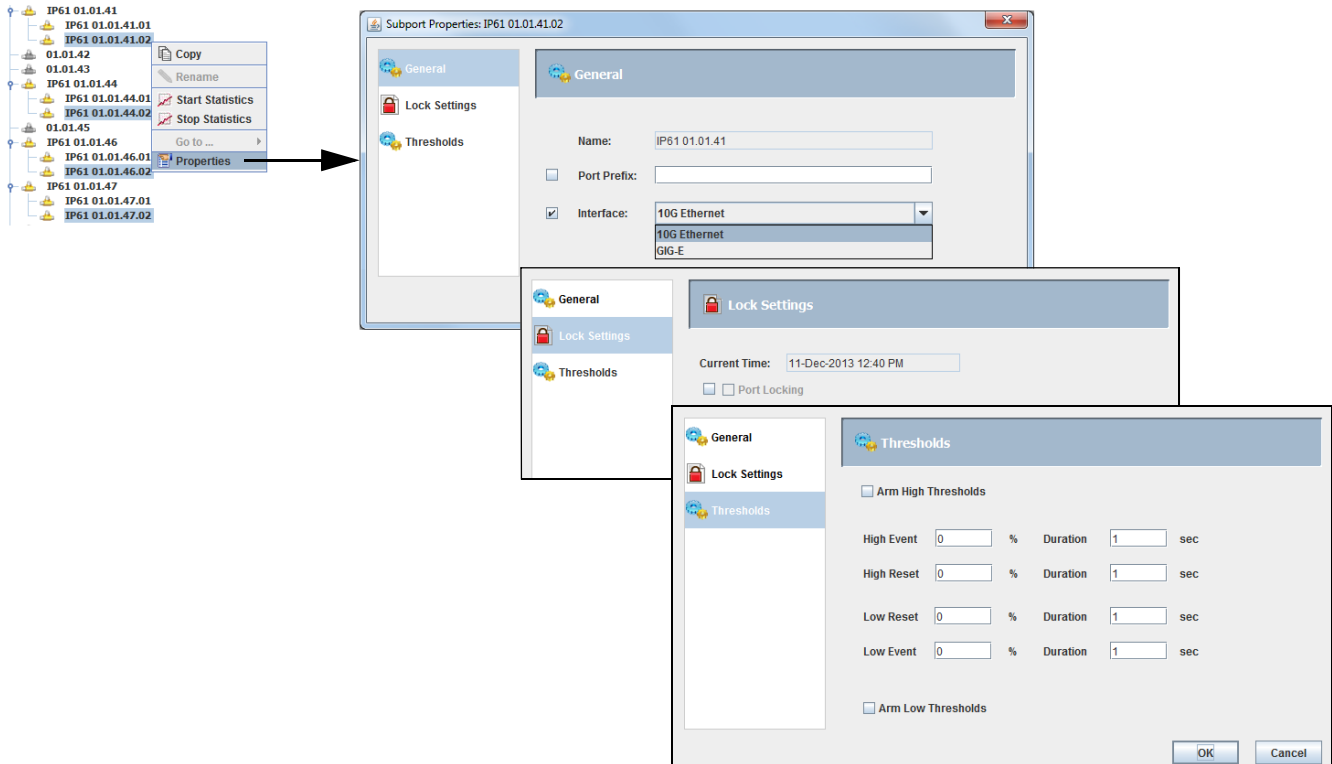 IP61 01.01.41
IP61 01.01.41.01
IP61 01.01.41.02
01.01.42
01.01.43
IP61 01.01.44
IP61 01.01.44.01
IP61 01.01.44.02
01.01.45
IP61 01.01.46
IP61 01.01.46.01
IP61 01.01.46.02
IP61 01.01.47
IP61 01.01.47.01
IP61 01.01.47.02
Copy
Rename
Start Statistics
Stop Statistics
Go to ...
Properties
Subport Properties: IP61 01.01.41.02
General
Lock Settings
Thresholds
General
Name: IP61 01.01.41
Port Prefix:
Interface: 10G Ethernet
10G Ethernet
GIG-E
General
Lock Settings
Thresholds
Lock Settings
Current Time: 11-Dec-2013 12:40 PM
Port Locking
General
Lock Settings
Thresholds
Thresholds
Arm High Thresholds
High Event 0 % Duration 1 sec
High Reset 0 % Duration 1 sec
Low Reset 0 % Duration 1 sec
Low Event 0 % Duration 1 sec
Arm Low Thresholds
OK Cancel